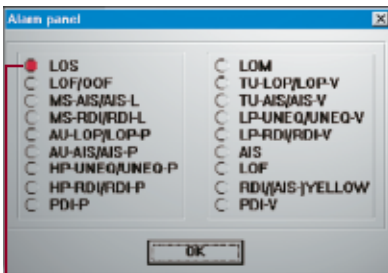 Alarm panel
LOS
LOF/OOF
MS-AIS/AIS-L
MS-RDI/RDI-L
AU-LOP/LOP-P
AU-AIS/AIS-P
HP-UNEQ/UNEQ-P
HP-RDI/RDI-P
PDI-P
LOM
TU-LOP/LOP-V
TU-AIS/AIS-V
LP-UNEQ/UNEQ-V
LP-RDI/RDI-V
AIS
LOF
RDI/[AIS-]YELLOW
PDI-V
OK